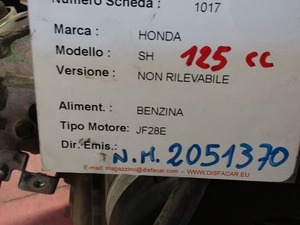 Numero Scheda : 1017
Marca : HONDA
Modello : SH 125 cc
Versione : NON RILEVABILE
Aliment. : BENZINA
Tipo Motore: JF28E
Dir. Emis.:
N.M. 2051370
E-mail: magazzino@disfacar.com - WWW.DISFACAR.EU